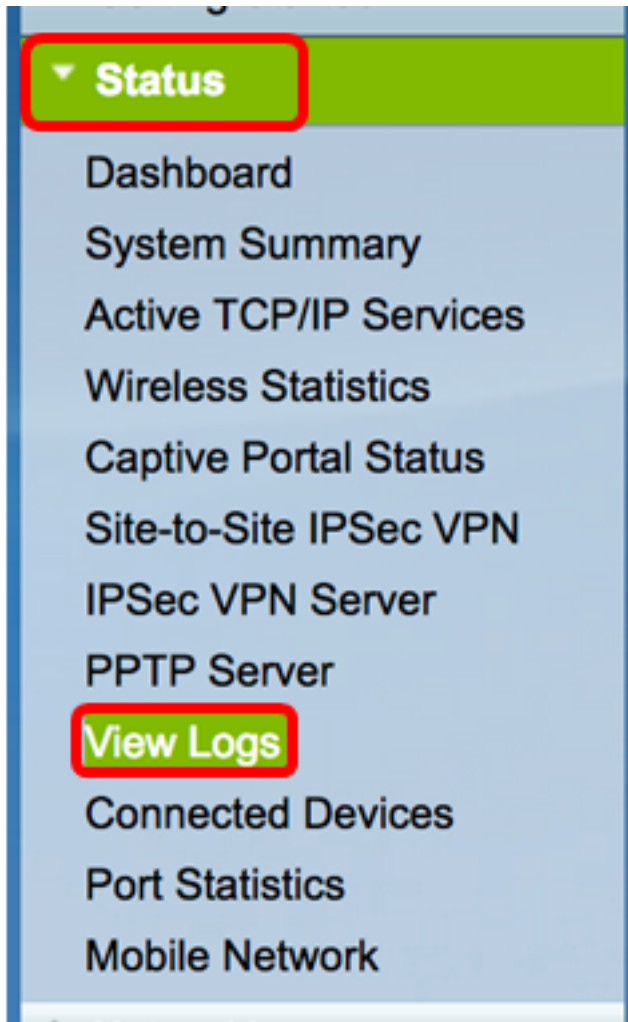 Status
Dashboard
System Summary
Active TCP/IP Services
Wireless Statistics
Captive Portal Status
Site-to-Site IPSec VPN
IPSec VPN Server
PPTP Server
View Logs
Connected Devices
Port Statistics
Mobile Network